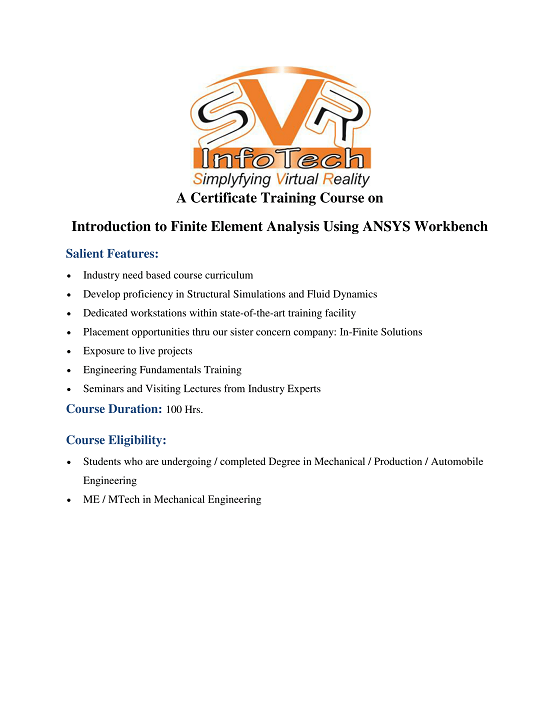 SVR
InfoTech
Simplyfying Virtual Reality
A Certificate Training Course on
Introduction to Finite Element Analysis Using ANSYS Workbench
Salient Features:
• Industry need based course curriculum
• Develop proficiency in Structural Simulations and Fluid Dynamics
• Dedicated workstations within state-of-the-art training facility
• Placement opportunities thru our sister concern company: In-Finite Solutions
• Exposure to live projects
• Engineering Fundamentals Training
• Seminars and Visiting Lectures from Industry Experts
Course Duration: 100 Hrs.
Course Eligibility:
• Students who are undergoing / completed Degree in Mechanical / Production / Automobile
Engineering
• ME / MTech in Mechanical Engineering